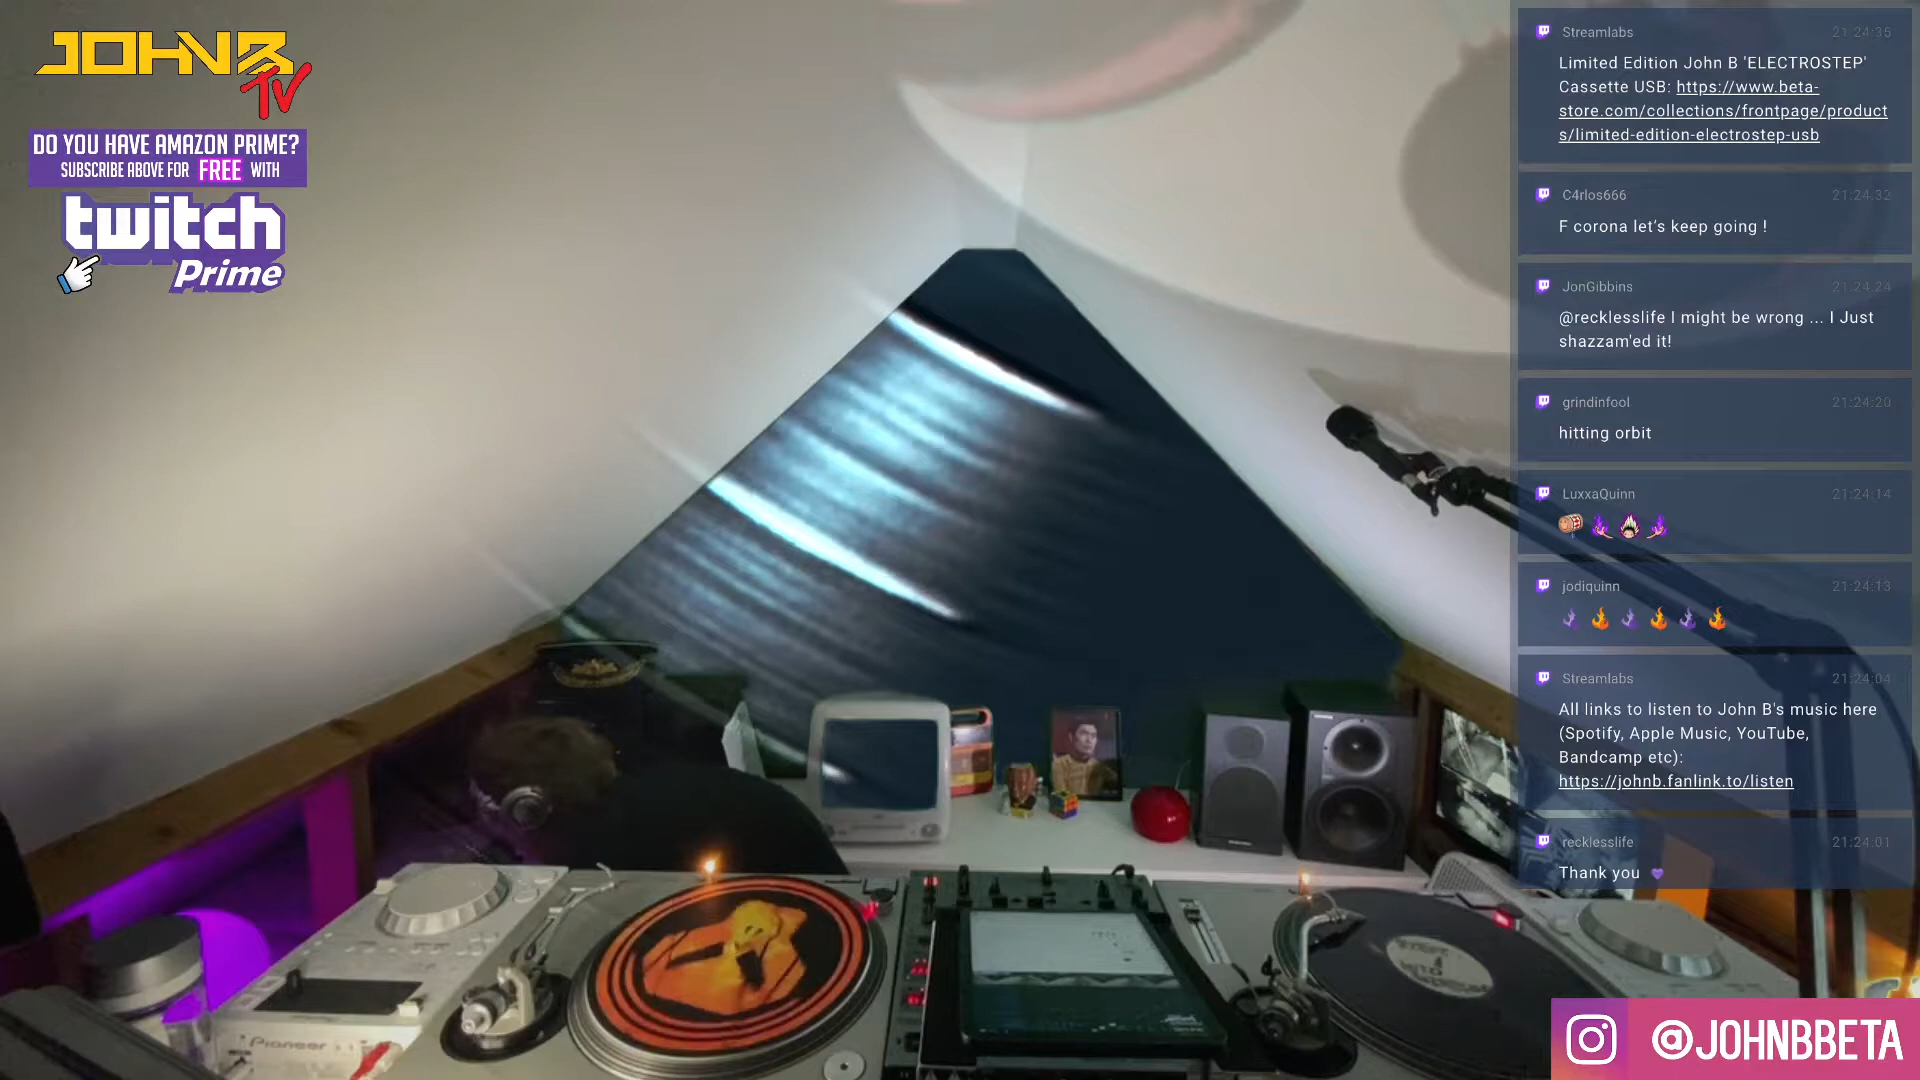 JOHN B
TV
DO YOU HAVE AMAZON PRIME?
SUBSCRIBE ABOVE FOR FREE WITH
twitch
Prime
Streamlabs 21:24:35
Limited Edition John B 'ELECTROSTEP'
Cassette USB: https://www.beta-
store.com/collections/frontpage/product
s/limited-edition-electrostep-usb
C4rlos666 21:24:32
F corona let’s keep going !
JonGibbins 21:24:24
@recklesslife I might be wrong ... I Just
shazzam'ed it!
grindinfool 21:24:20
hitting orbit
LuxxaQuinn 21:24:14
jodiquinn 21:24:13
Streamlabs 21:24:04
All links to listen to John B's music here
(Spotify, Apple Music, YouTube,
Bandcamp etc):
https://johnb.fanlink.to/listen
recklesslife 21:24:01
Thank you
Pioneer
@JOHNBBETA